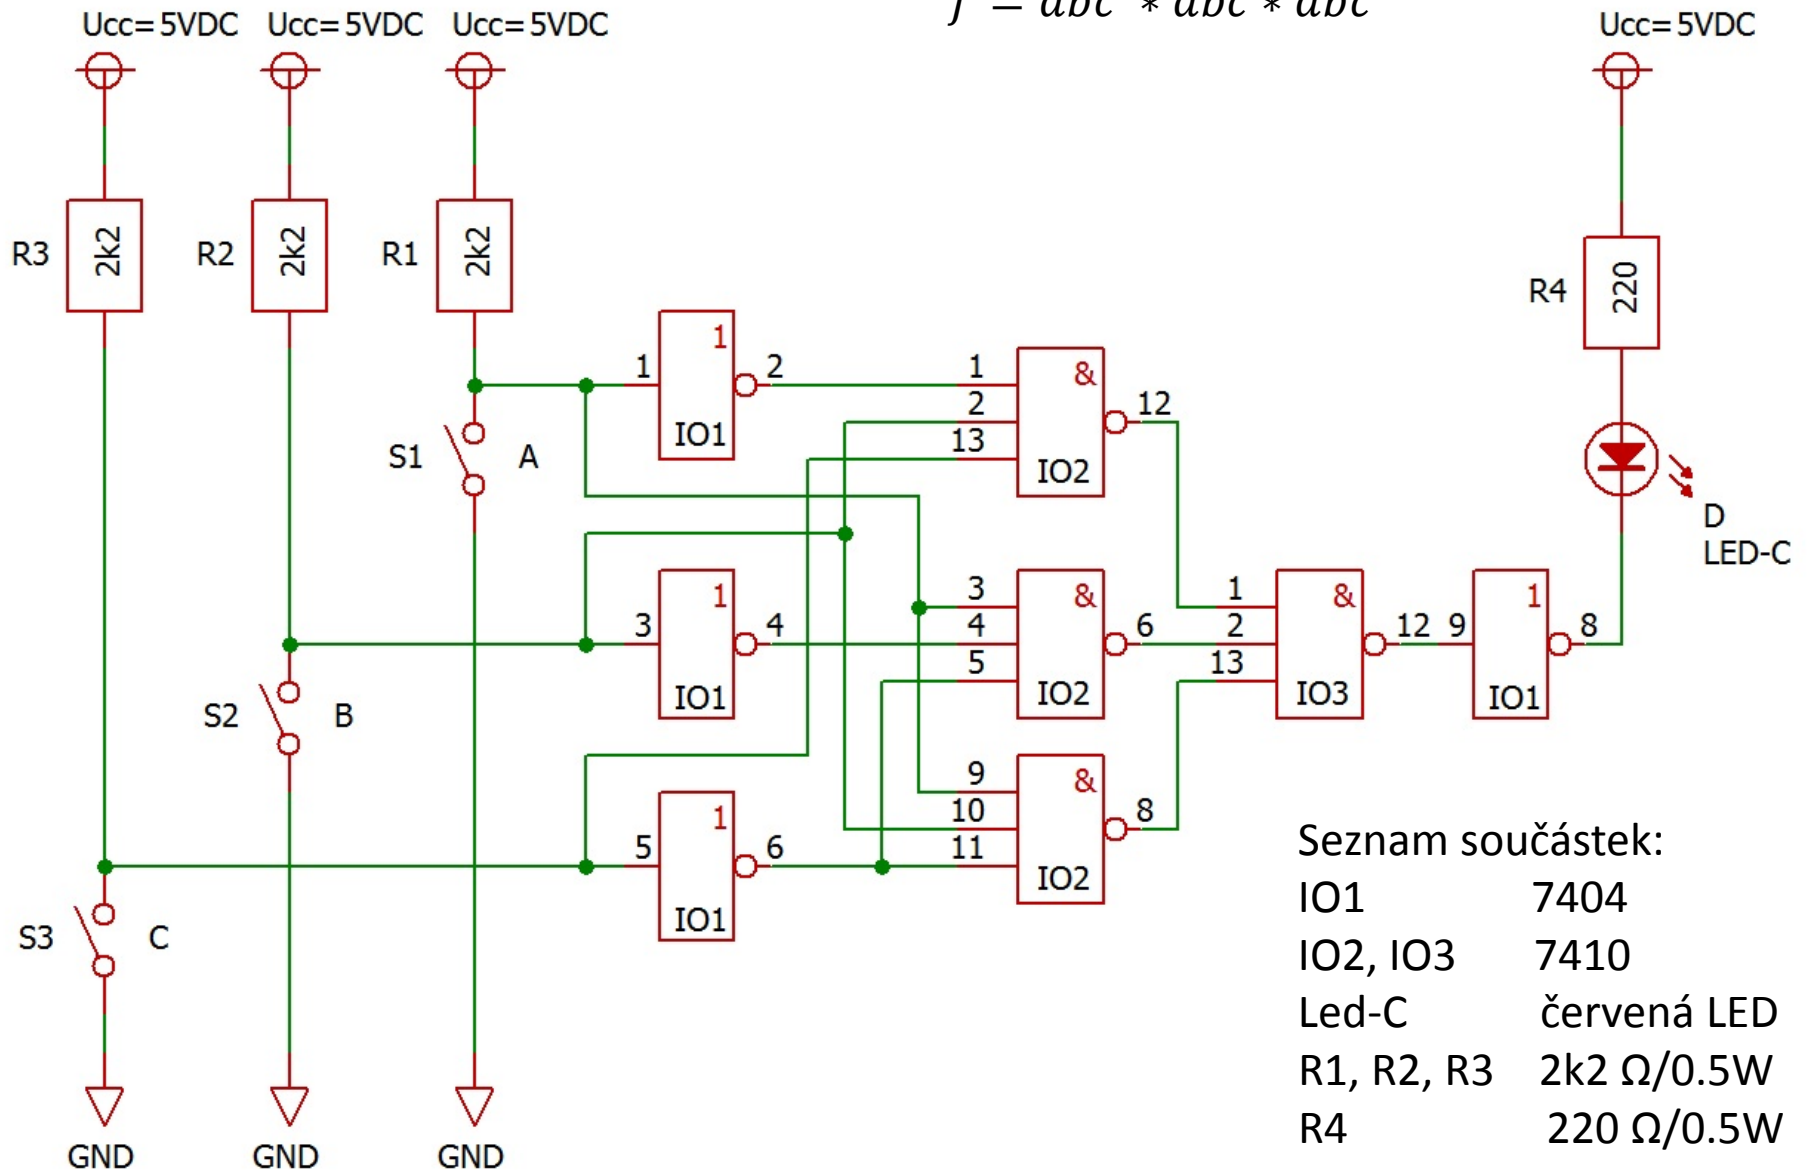 Ucc=5VDC Ucc=5VDC Ucc=5VDC Ucc=5VDC
R3 2k2 R2 2k2 R1 2k2
R4 220
1 1 2 IO1
1 2 13 & 12 IO2
S1 A
D
LED-C
3 1 4 IO1
3 4 5 & 6 IO2
1 2 13 & 12 IO3
9 1 8 IO1
S2 B
5 1 6 IO1
9 10 11 & 8 IO2
S3 C
GND GND GND
Seznam součástek:
IO1 7404
IO2, IO3 7410
Led-C červená LED
R1, R2, R3 2k2 Ω/0.5W
R4 220 Ω/0.5W